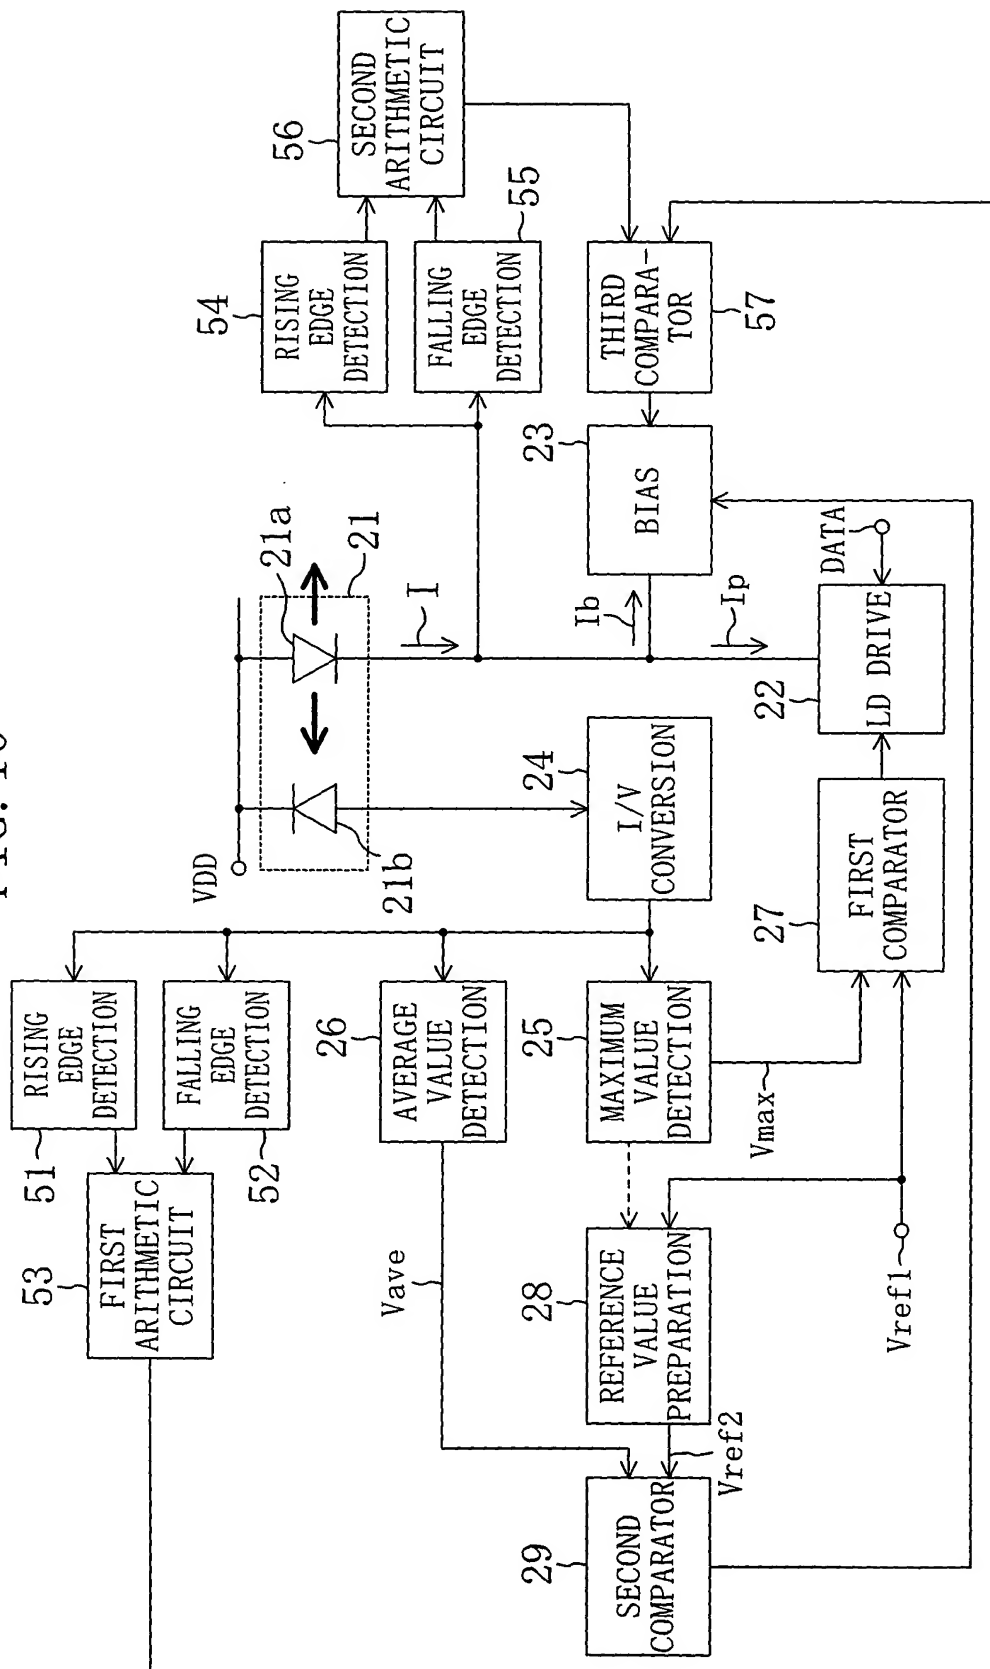 FIG. 10
53
FIRST
ARITHMETIC
CIRCUIT
51
RISING
EDGE
DETECTION
FALLING
EDGE
DETECTION
52
VDD
21a
21
21b
I
54
RISING
EDGE
DETECTION
56
SECOND
ARITHMETIC
CIRCUIT
FALLING
EDGE
DETECTION
55
Vave
26
AVERAGE
VALUE
DETECTION
29
SECOND
COMPARATOR
28
REFERENCE
VALUE
PREPARATION
Vref2
25
MAXIMUM
VALUE
DETECTION
Vmax
24
I/V
CONVERSION
Ib
Ip
23
BIAS
THIRD
COMPARA-
TOR
57
Vref1
27
FIRST
COMPARATOR
22
LD DRIVE
DATA